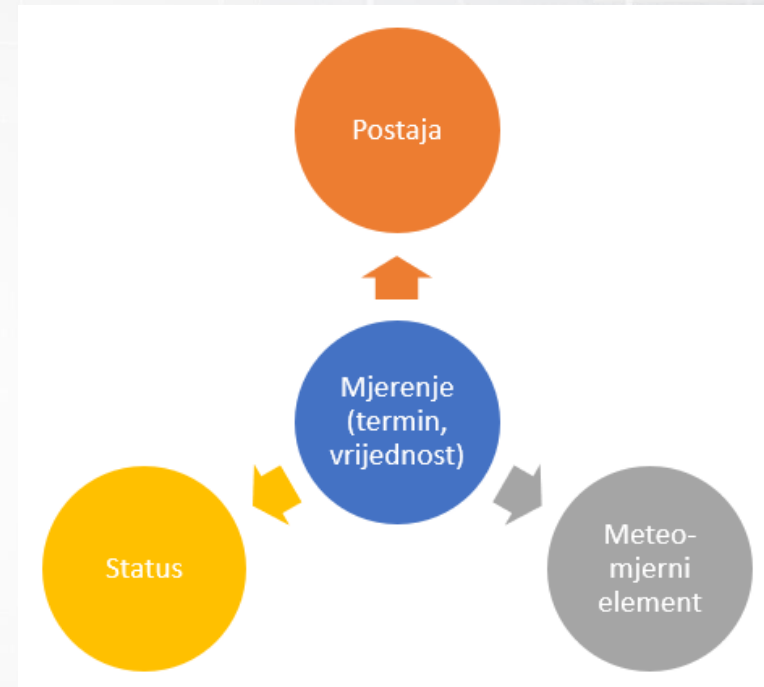 Postaja
Mjerenje
(termin,
vrijednost)
Status
Meteo-
mjerni
element